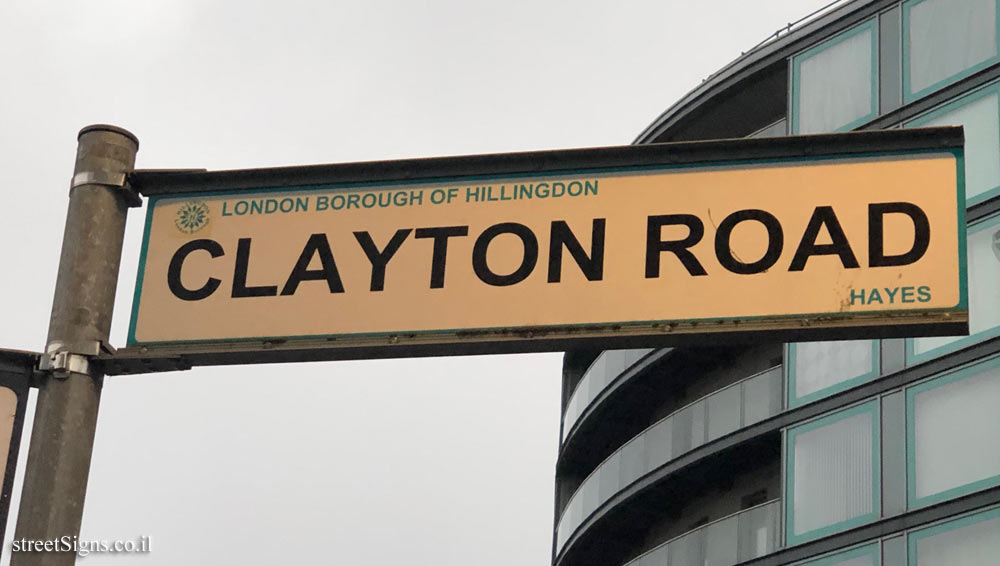 LONDON BOROUGH OF HILLINGDON
CLAYTON ROAD
HAYES
streetSigns.co.il